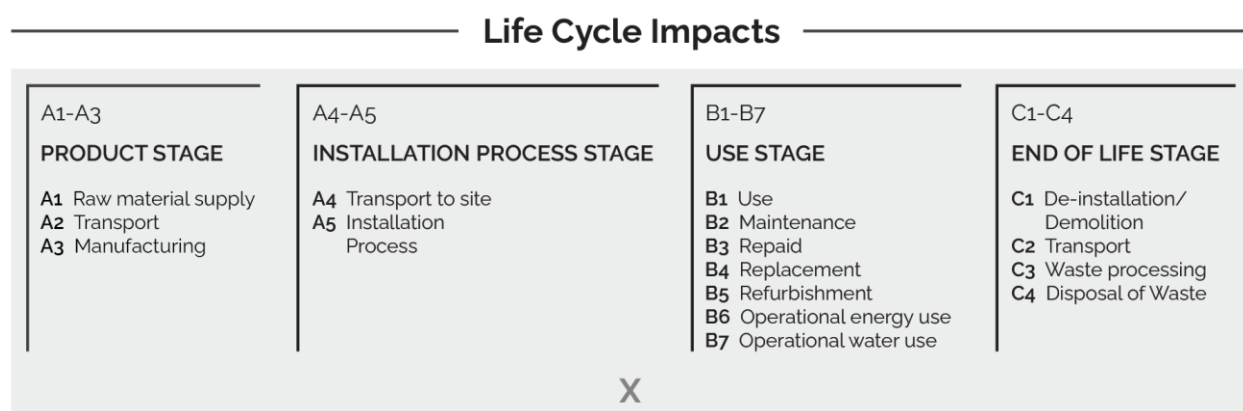 Life Cycle Impacts
A1-A3
PRODUCT STAGE
A1 Raw material supply
A2 Transport
A3 Manufacturing
A4-A5
INSTALLATION PROCESS STAGE
A4 Transport to site
A5 Installation
Process
B1-B7
USE STAGE
B1 Use
B2 Maintenance
B3 Repaid
B4 Replacement
B5 Refurbishment
B6 Operational energy use
B7 Operational water use
C1-C4
END OF LIFE STAGE
C1 De-installation/
Demolition
C2 Transport
C3 Waste processing
C4 Disposal of Waste
X